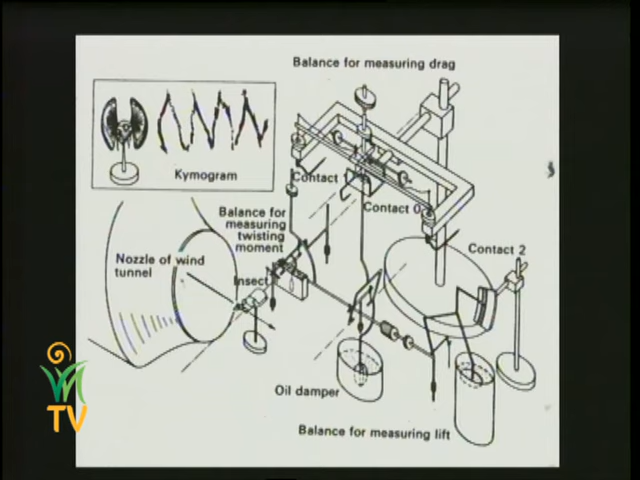 Balance for measuring drag
Kymogram
Contact 1
Contact 0
Balance for
measuring
twisting
moment
Contact 2
Nozzle of wind
tunnel
Insect
Oil damper
Balance for measuring lift
TV